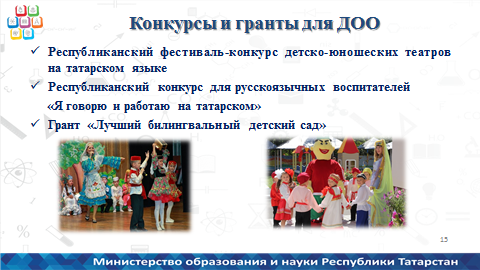 Конкурсы и гранты для ДОО
✓ Республиканский фестиваль-конкурс детско-юношеских театров
на татарском языке
✓ Республиканский конкурс для русскоязычных воспитателей
«Я говорю и работаю на татарском»
✓ Грант «Лучший билингвальный детский сад»
15
Министерство образования и науки Республики Татарстан